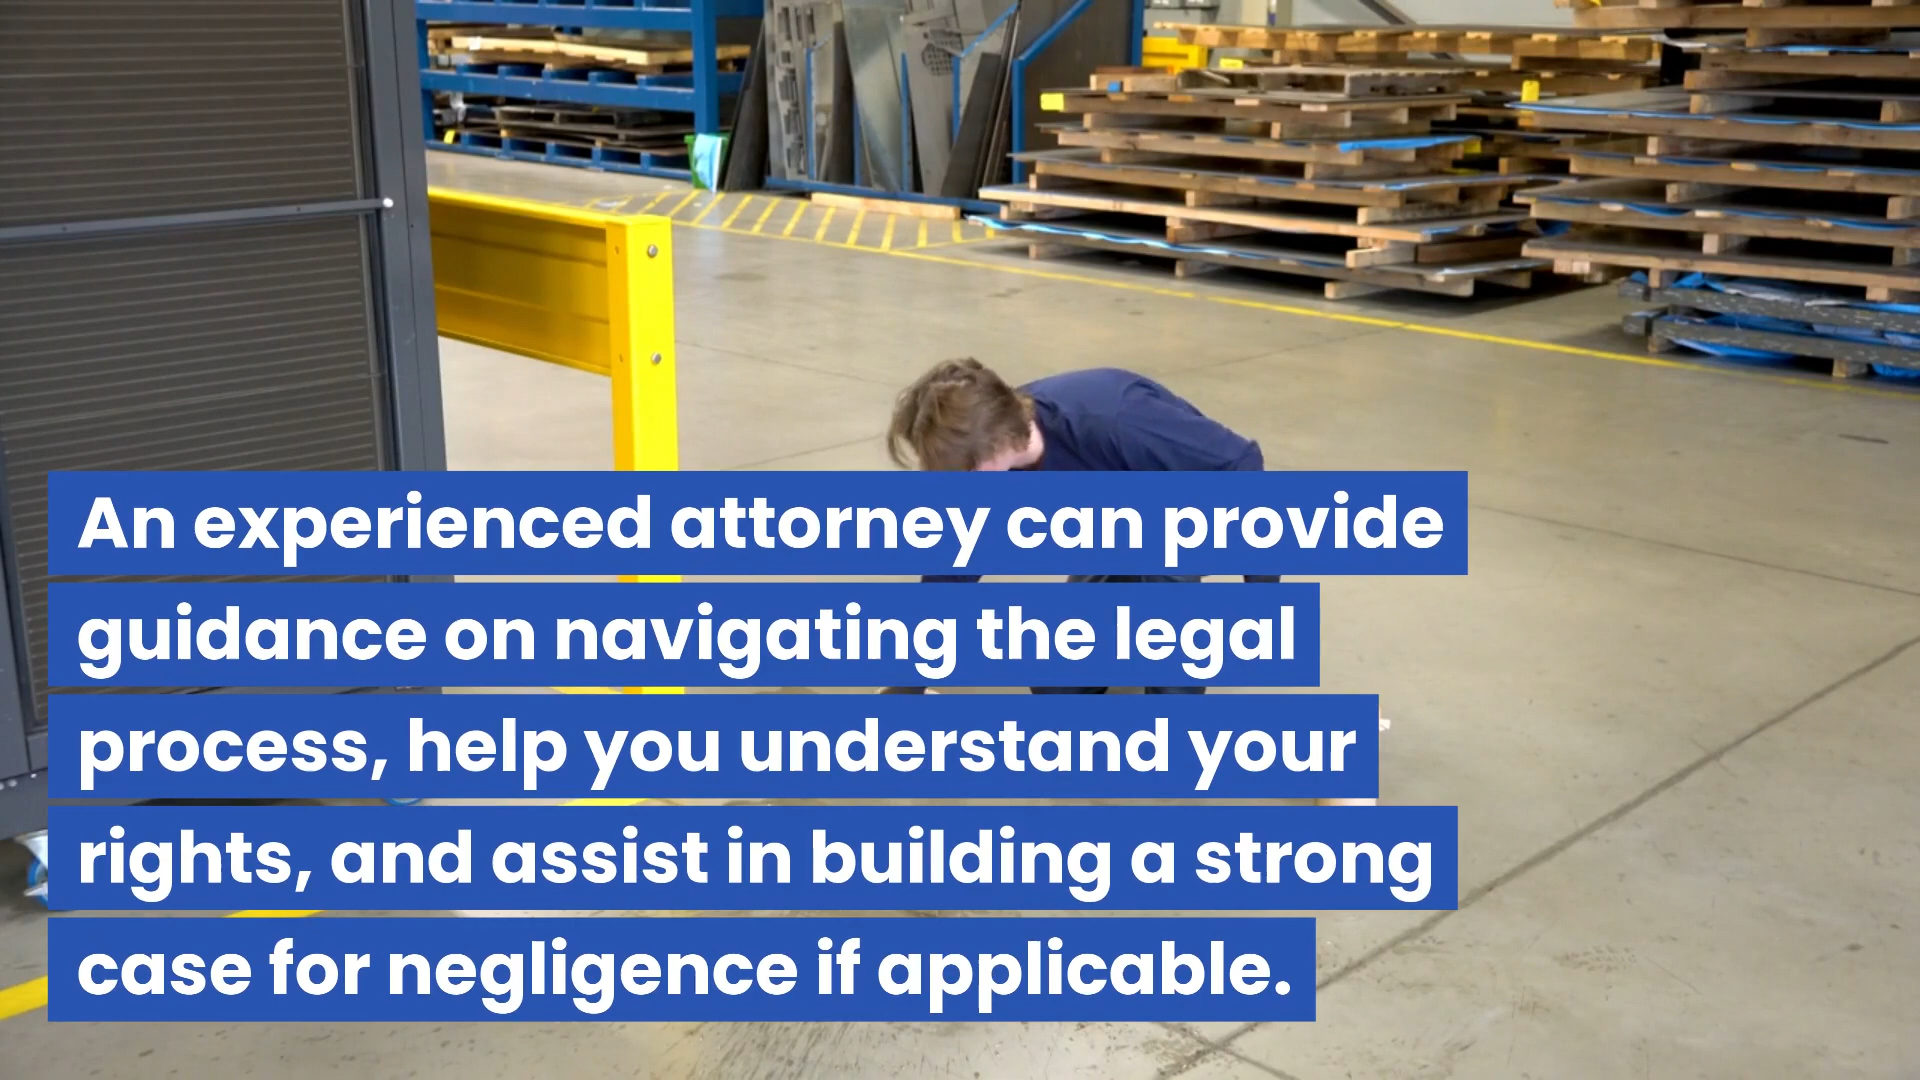 An experienced attorney can provide
guidance on navigating the legal
process, help you understand your
rights, and assist in building a strong
case for negligence if applicable.